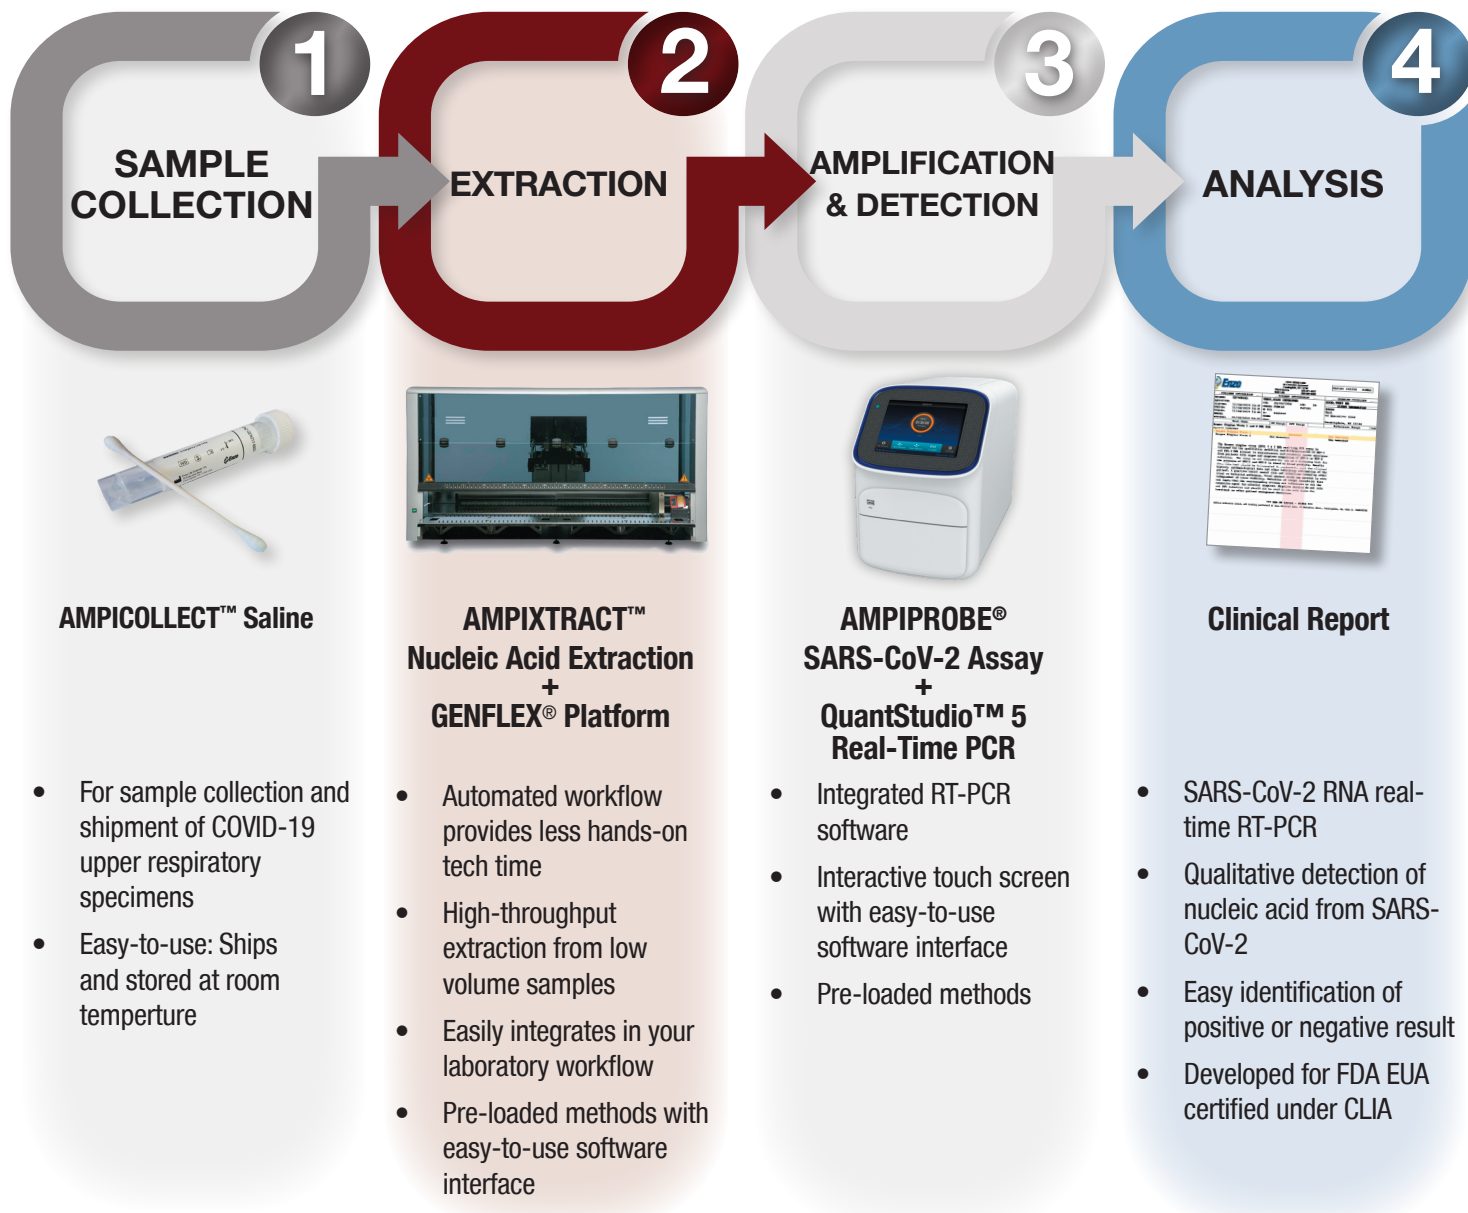 1
SAMPLE
COLLECTION
2
EXTRACTION
3
AMPLIFICATION
& DETECTION
4
ANALYSIS
Enzo
Enzo
AMPICOLLECT™ Saline
• For sample collection and
shipment of COVID-19
upper respiratory
specimens
• Easy-to-use: Ships
and stored at room
temperture
AMPIXTRACT™
Nucleic Acid Extraction
+
GENFLEX® Platform
• Automated workflow
provides less hands-on
tech time
• High-throughput
extraction from low
volume samples
• Easily integrates in your
laboratory workflow
• Pre-loaded methods with
easy-to-use software
interface
AMPIPROBE®
SARS-CoV-2 Assay
+
QuantStudio™ 5
Real-Time PCR
• Integrated RT-PCR
software
• Interactive touch screen
with easy-to-use
software interface
• Pre-loaded methods
Clinical Report
• SARS-CoV-2 RNA real-
time RT-PCR
• Qualitative detection of
nucleic acid from SARS-
CoV-2
• Easy identification of
positive or negative result
• Developed for FDA EUA
certified under CLIA